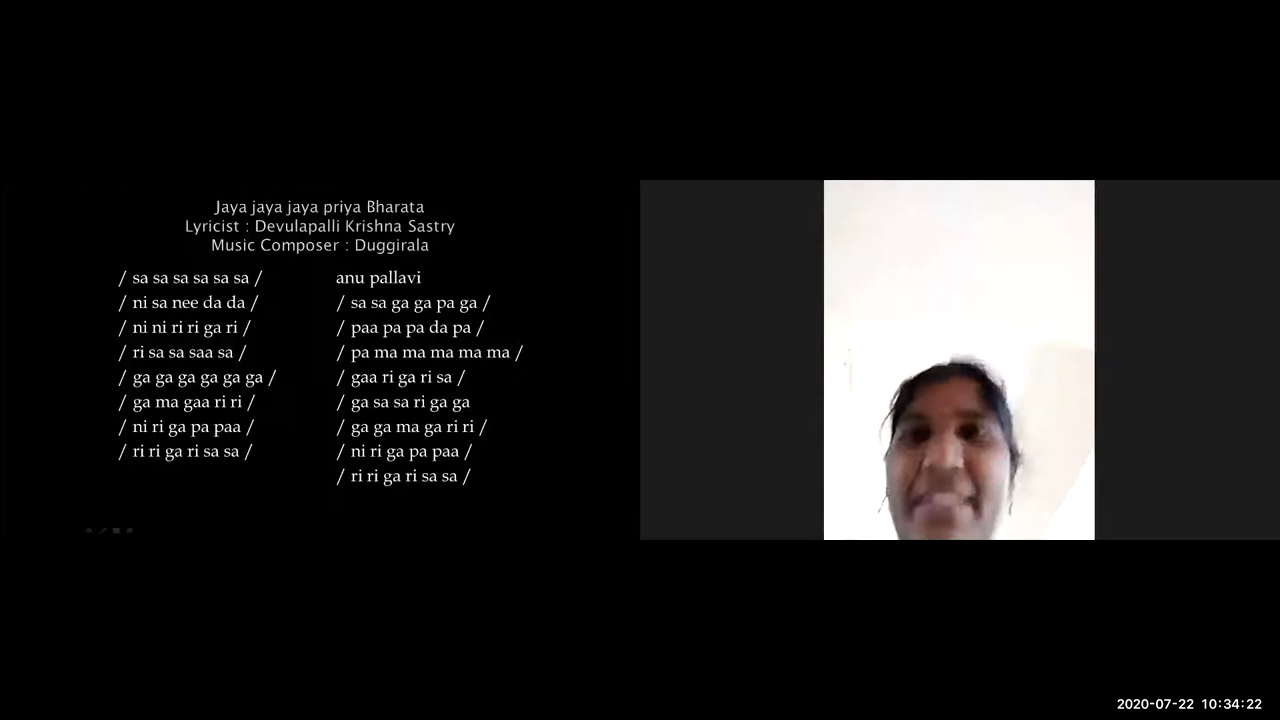 Jaya jaya jaya priya Bharata
Lyricist : Devulapalli Krishna Sastry
Music Composer : Duggirala
/ sa sa sa sa sa sa /
/ ni sa nee da da /
/ ni ni ri ri ga ri /
/ ri sa sa saa sa /
/ ga ga ga ga ga ga /
/ ga ma gaa ri ri /
/ ni ri ga pa paa /
/ ri ri ga ri sa sa /
anu pallavi
/ sa sa ga ga pa ga /
/ paa pa pa da pa /
/ pa ma ma ma ma ma /
/ gaa ri ga ri sa /
/ ga sa sa ri ga ga
/ ga ga ma ga ri ri /
/ ni ri ga pa paa /
/ ri ri ga ri sa sa /
2020-07-22 10:34:22